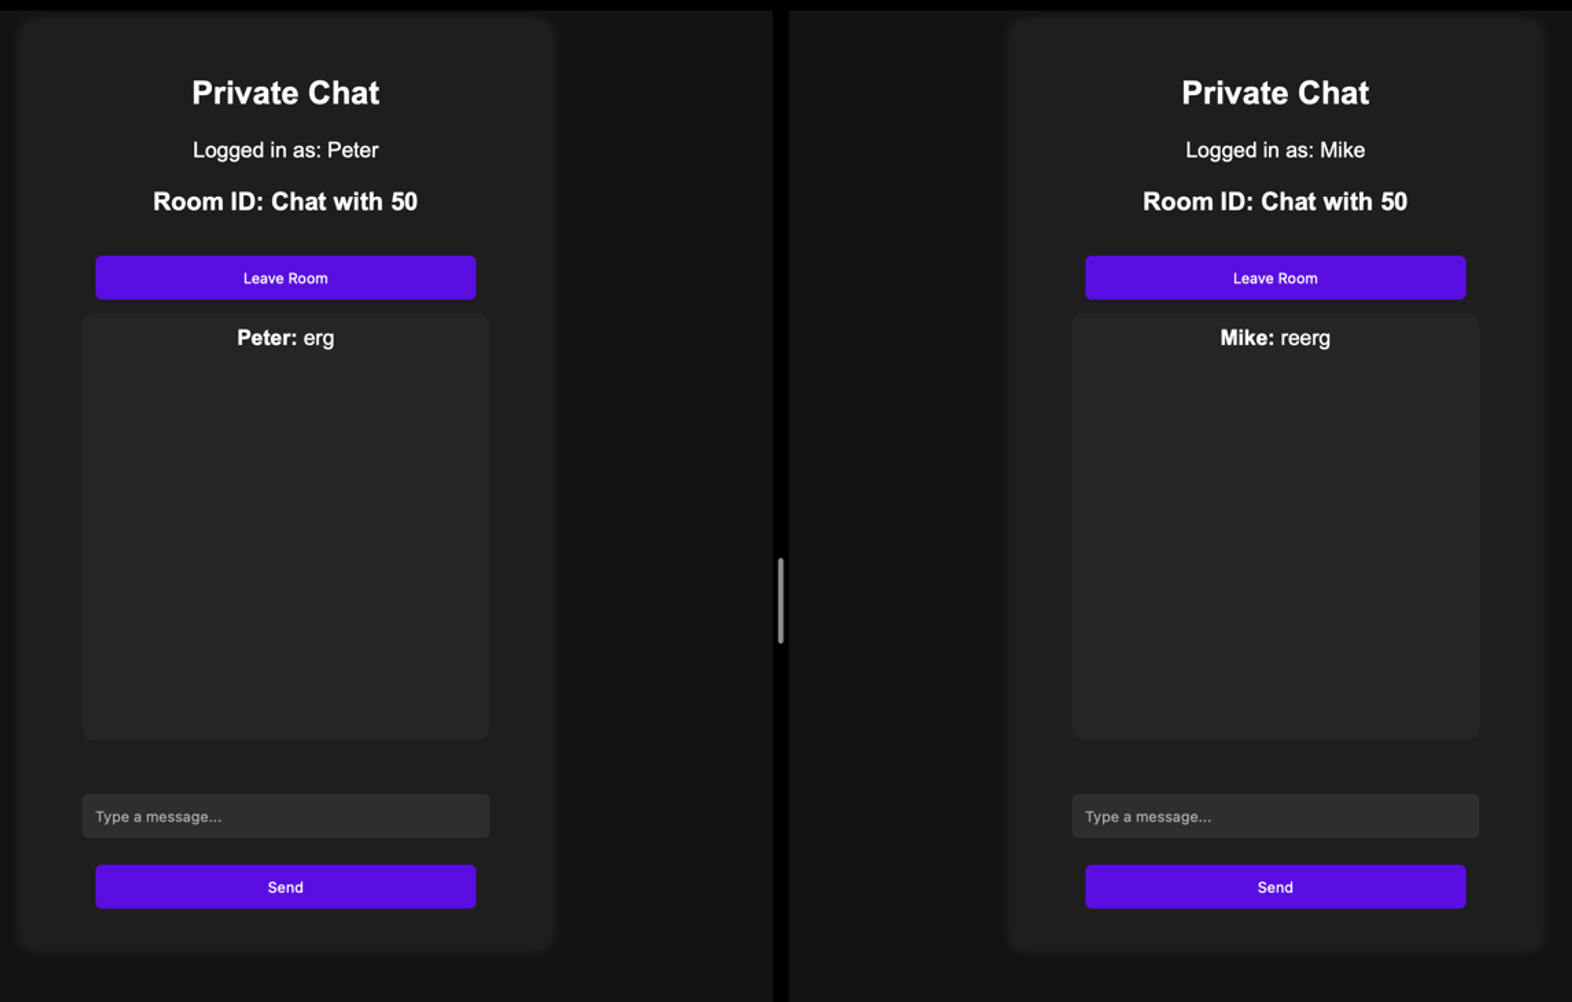 Private Chat
Logged in as: Peter
Room ID: Chat with 50
Leave Room
Peter: erg
Type a message...
Send
Private Chat
Logged in as: Mike
Room ID: Chat with 50
Leave Room
Mike: reerg
Type a message...
Send